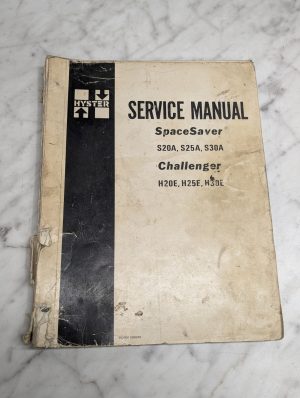 HYSTER
SERVICE MANUAL
SpaceSaver
S20A, S25A, S30A
Challenger
H20E, H25E, H30E